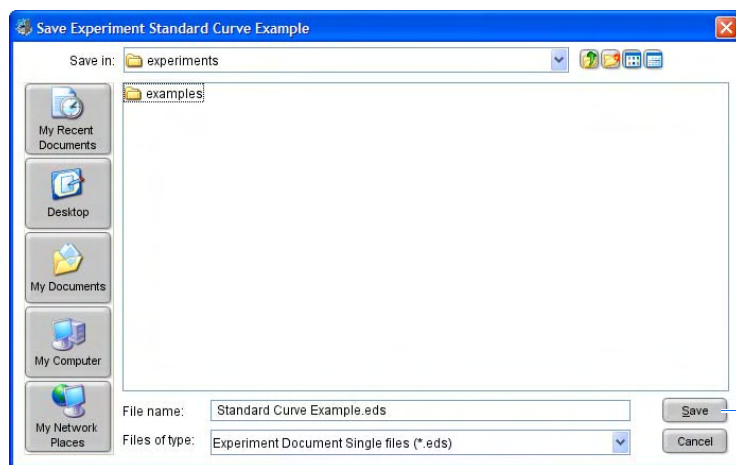 Save Experiment Standard Curve Example
Save in: experiments
examples
My Recent
Documents
Desktop
My Documents
My Computer
My Network
Places
File name: Standard Curve Example.eds
Save
Files of type: Experiment Document Single files (*.eds)
Cancel